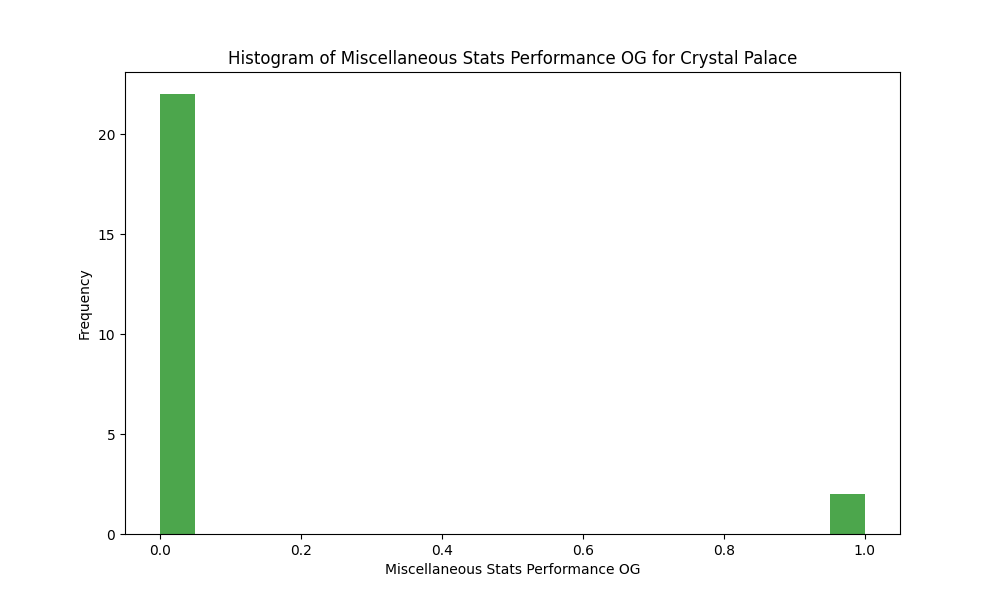 Histogram of Miscellaneous Stats Performance OG for Crystal Palace
Frequency
20
15
10
5
0
0.0 0.2 0.4 0.6 0.8 1.0
Miscellaneous Stats Performance OG